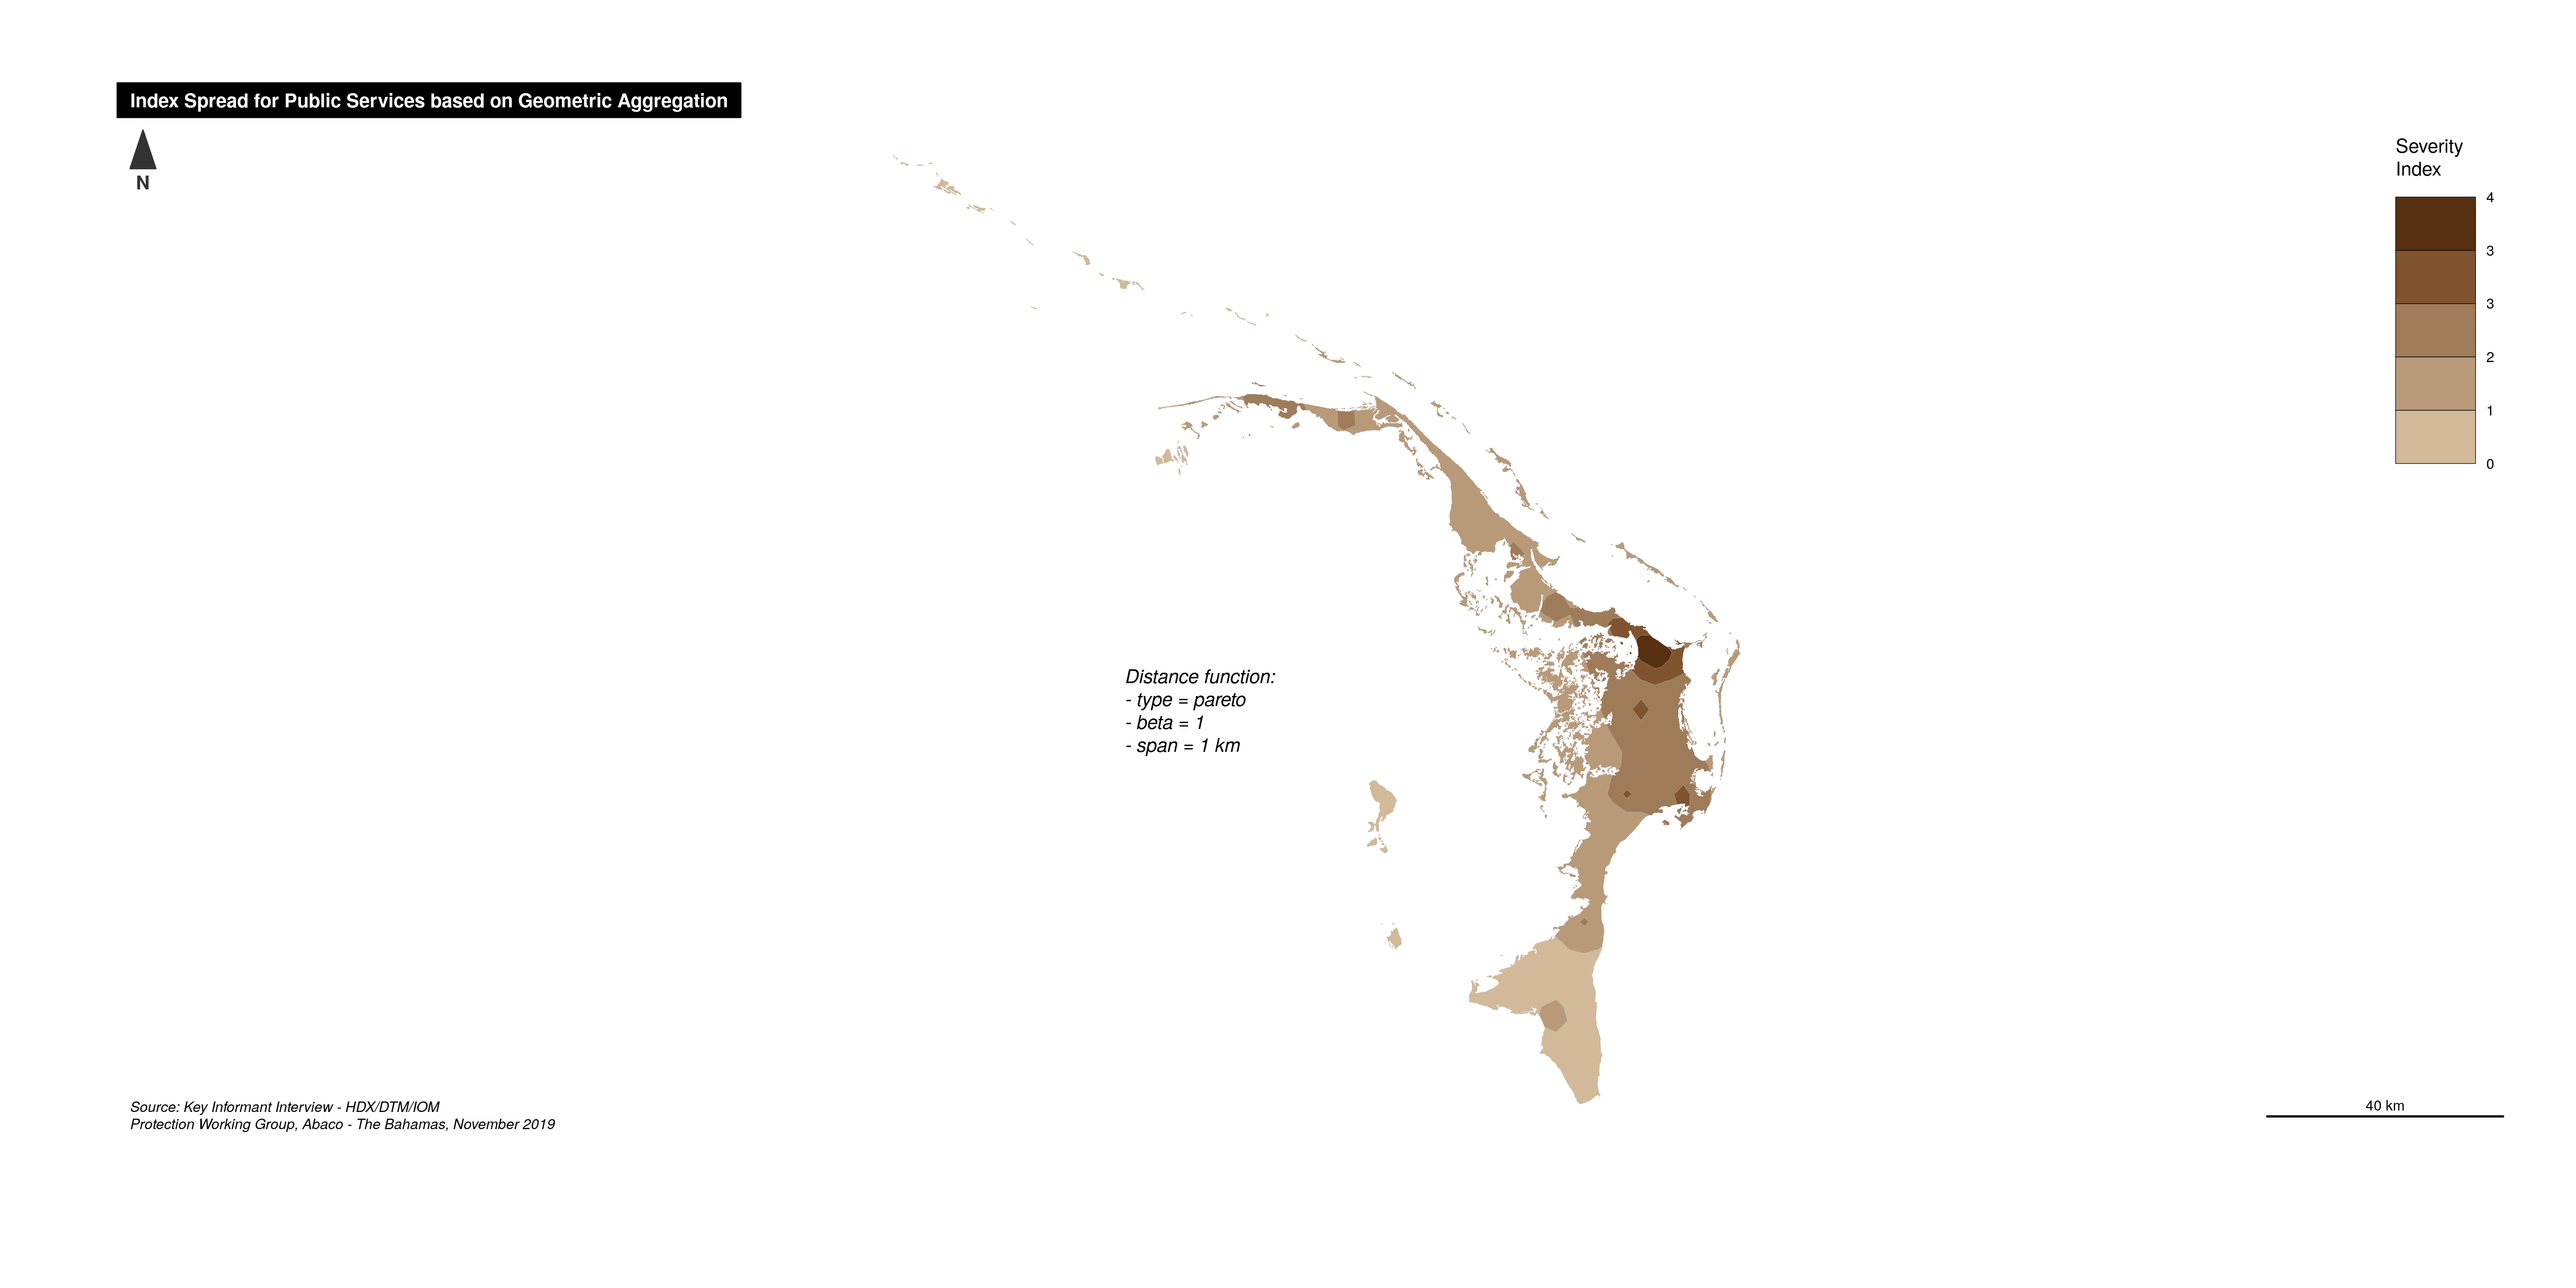 Index Spread for Public Services based on Geometric Aggregation
N
Severity
Index
4
3
3
2
1
0
Distance function:
- type = pareto
- beta = 1
- span = 1 km
Source: Key Informant Interview - HDX/DTM/IOM
Protection Working Group, Abaco - The Bahamas, November 2019
40 km